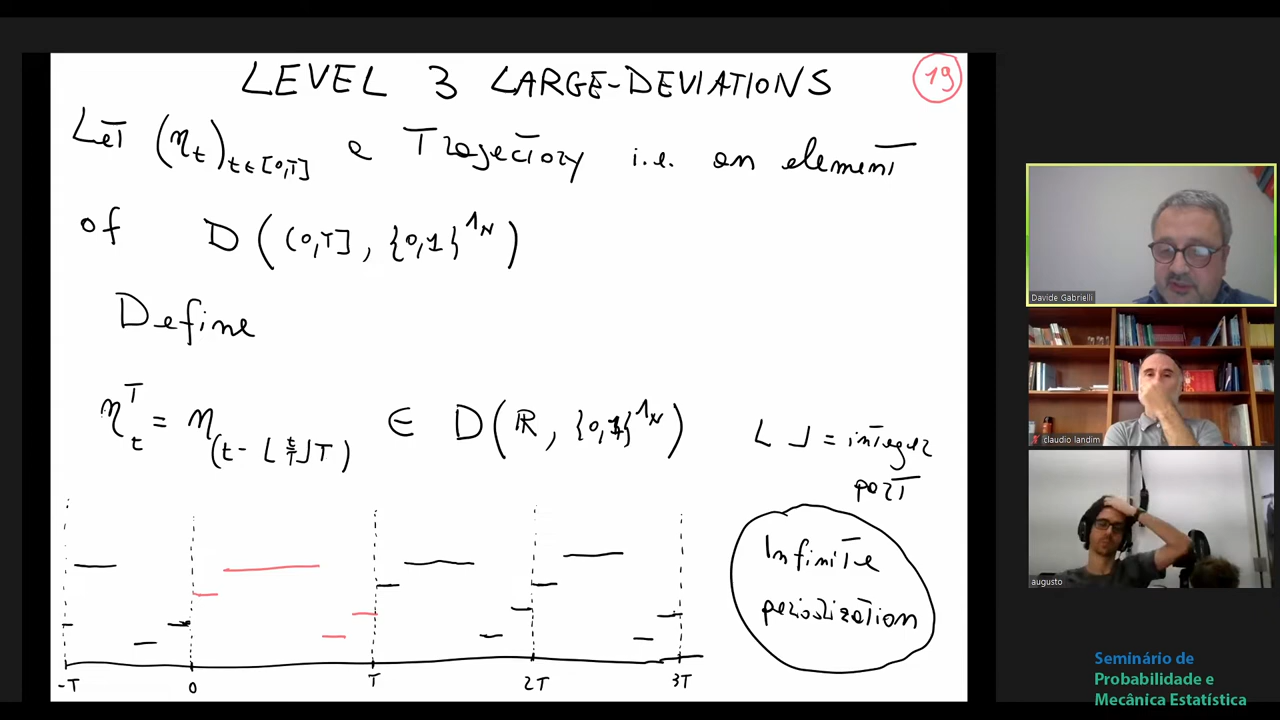 LEVEL 3 LARGE-DEVIATIONS
19
Let (η_t)_{t∈[0,T]} a Trajectory i.e. an element
of D((0,T], {0,1}^{Λ_N})
Define
η^T_t = η_{(t - ⌊t/T⌋T)} ∈ D(ℝ, {0,1}^{Λ_N})
⌊ ⌋ = integer
part
Infinite
periodization
-T 0 T 2T 3T
Davide Gabrielli
claudio landim
augusto
Seminário de
Probabilidade e
Mecânica Estatística